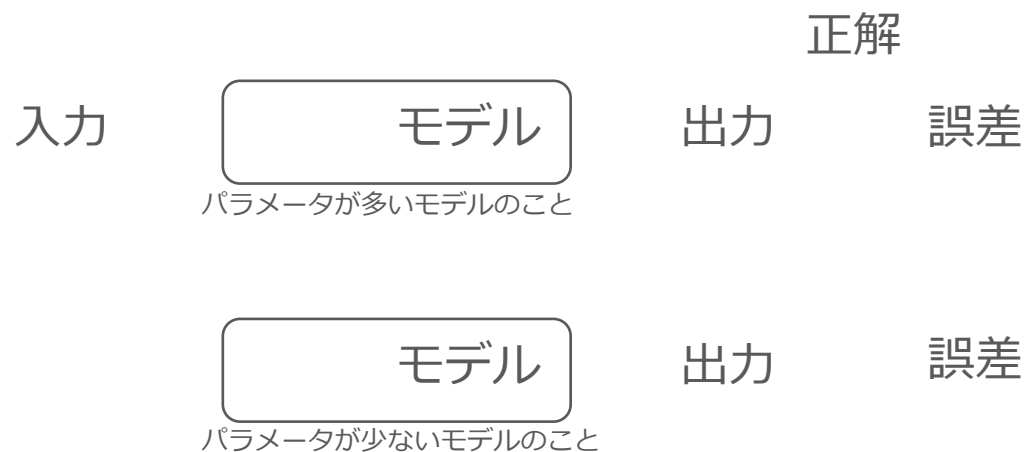 正解
入力 モデル 出力 誤差
パラメータが多いモデルのこと
モデル 出力 誤差
パラメータが少ないモデルのこと